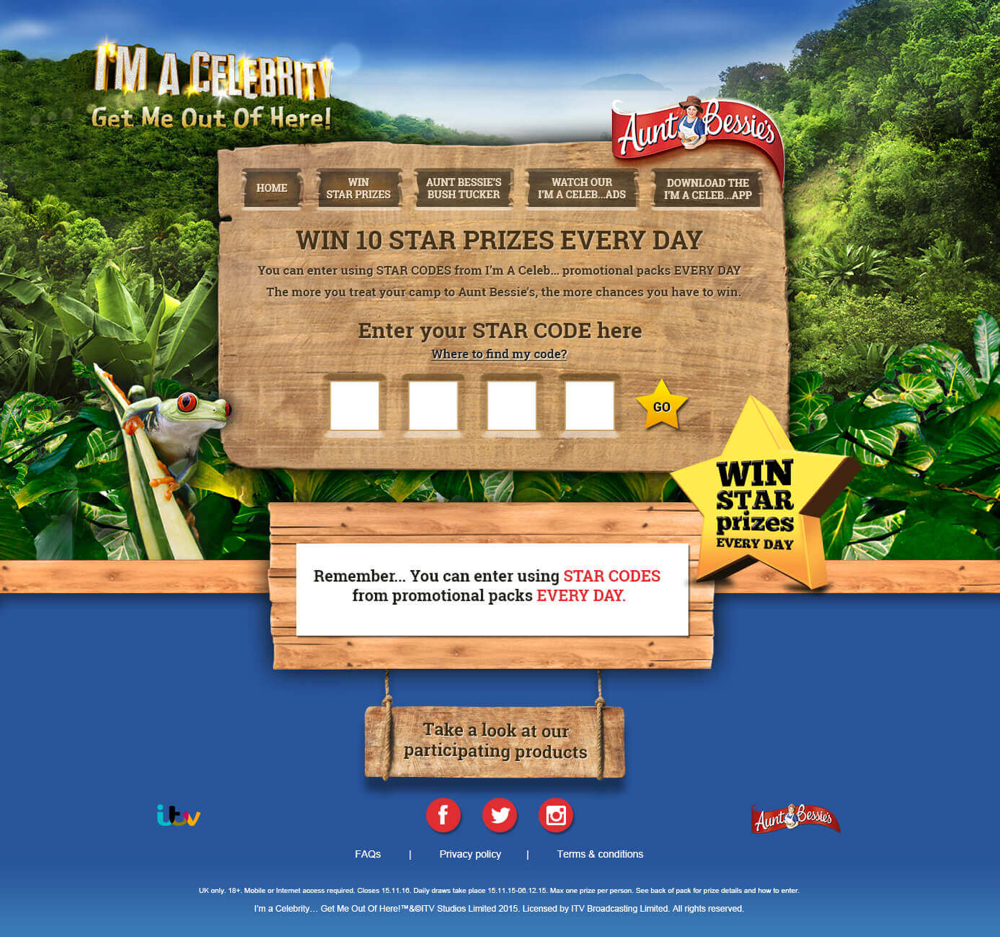 I'M A CELEBRITY
Get Me Out Of Here!
Aunt Bessie's
HOME
WIN
STAR PRIZES
AUNT BESSIE'S
BUSH TUCKER
WATCH OUR
I'M A CELEB...ADS
DOWNLOAD THE
I'M A CELEB...APP
WIN 10 STAR PRIZES EVERY DAY
You can enter using STAR CODES from I'm A Celeb... promotional packs EVERY DAY
The more you treat your camp to Aunt Bessie's, the more chances you have to win.
Enter your STAR CODE here
Where to find my code?
GO
WIN
STAR
prizes
EVERY DAY
Remember... You can enter using STAR CODES
from promotional packs EVERY DAY.
Take a look at our
participating products
itv
Aunt Bessie's
FAQs | Privacy policy | Terms & conditions
UK only. 18+. Mobile or Internet access required. Closes 15.11.16. Daily draws take place 15.11.15-06.12.15. Max one prize per person. See back of pack for prize details and how to enter.
I'm a Celebrity... Get Me Out Of Here!™&©ITV Studios Limited 2015. Licensed by ITV Broadcasting Limited. All rights reserved.